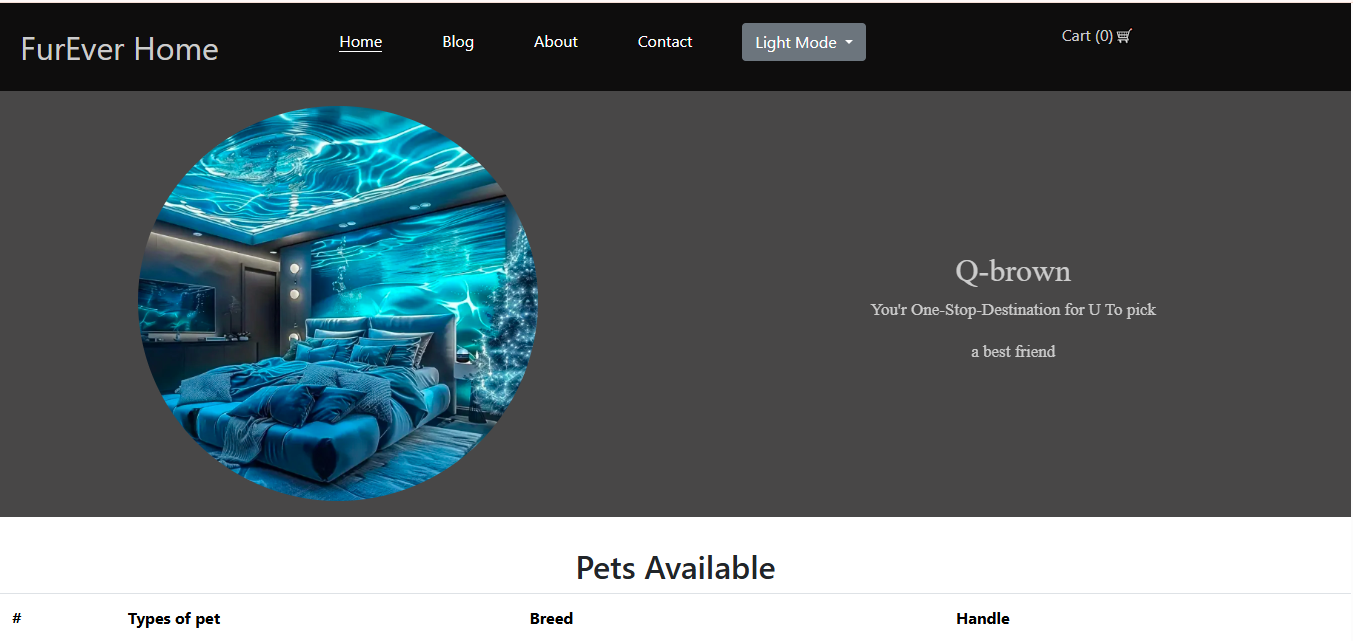 FurEver Home
Home Blog About Contact Light Mode Cart (0)
Q-brown
You'r One-Stop-Destination for U To pick
a best friend
Pets Available
# Types of pet Breed Handle